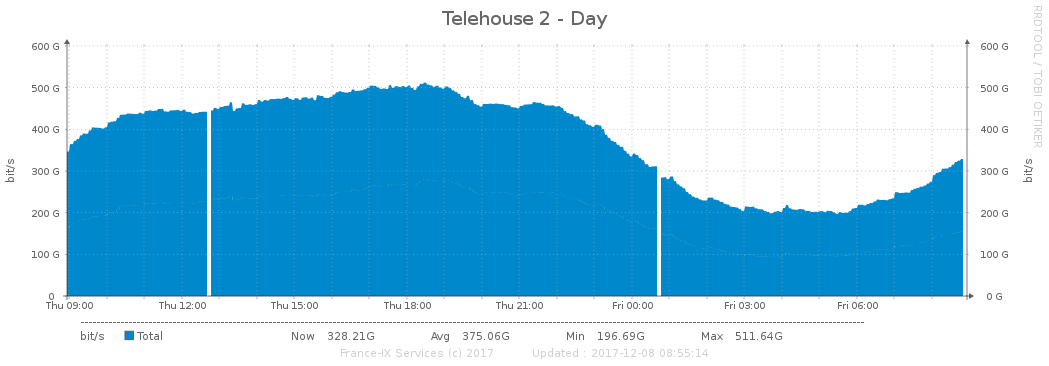 Telehouse 2 - Day
RRDTOOL / TOBI OETIKER
600 G 600 G
500 G 500 G
400 G 400 G
300 G 300 G
200 G 200 G
100 G 100 G
0 0 G
bit/s bit/s
Thu 09:00 Thu 12:00 Thu 15:00 Thu 18:00 Thu 21:00 Fri 00:00 Fri 03:00 Fri 06:00
bit/s Total Now 328.21G Avg 375.06G Min 196.69G Max 511.64G
France-IX Services (c) 2017 Updated : 2017-12-08 08:55:14